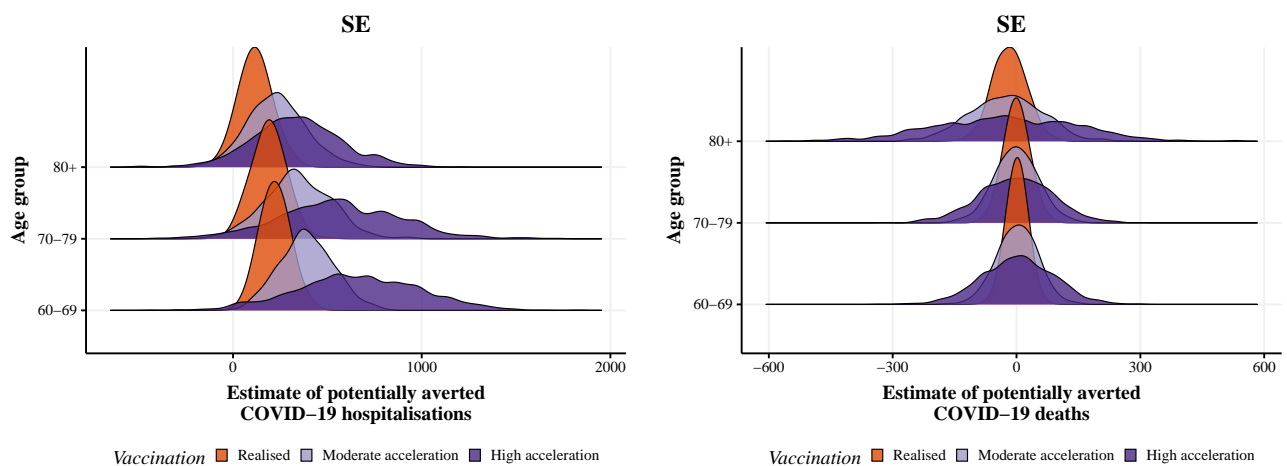 SE
Age group
80+
70−79
60−69
0
1000
2000
Estimate of potentially averted
COVID−19 hospitalisations
Vaccination Realised Moderate acceleration High acceleration
SE
Age group
80+
70−79
60−69
−600
−300
0
300
600
Estimate of potentially averted
COVID−19 deaths
Vaccination Realised Moderate acceleration High acceleration